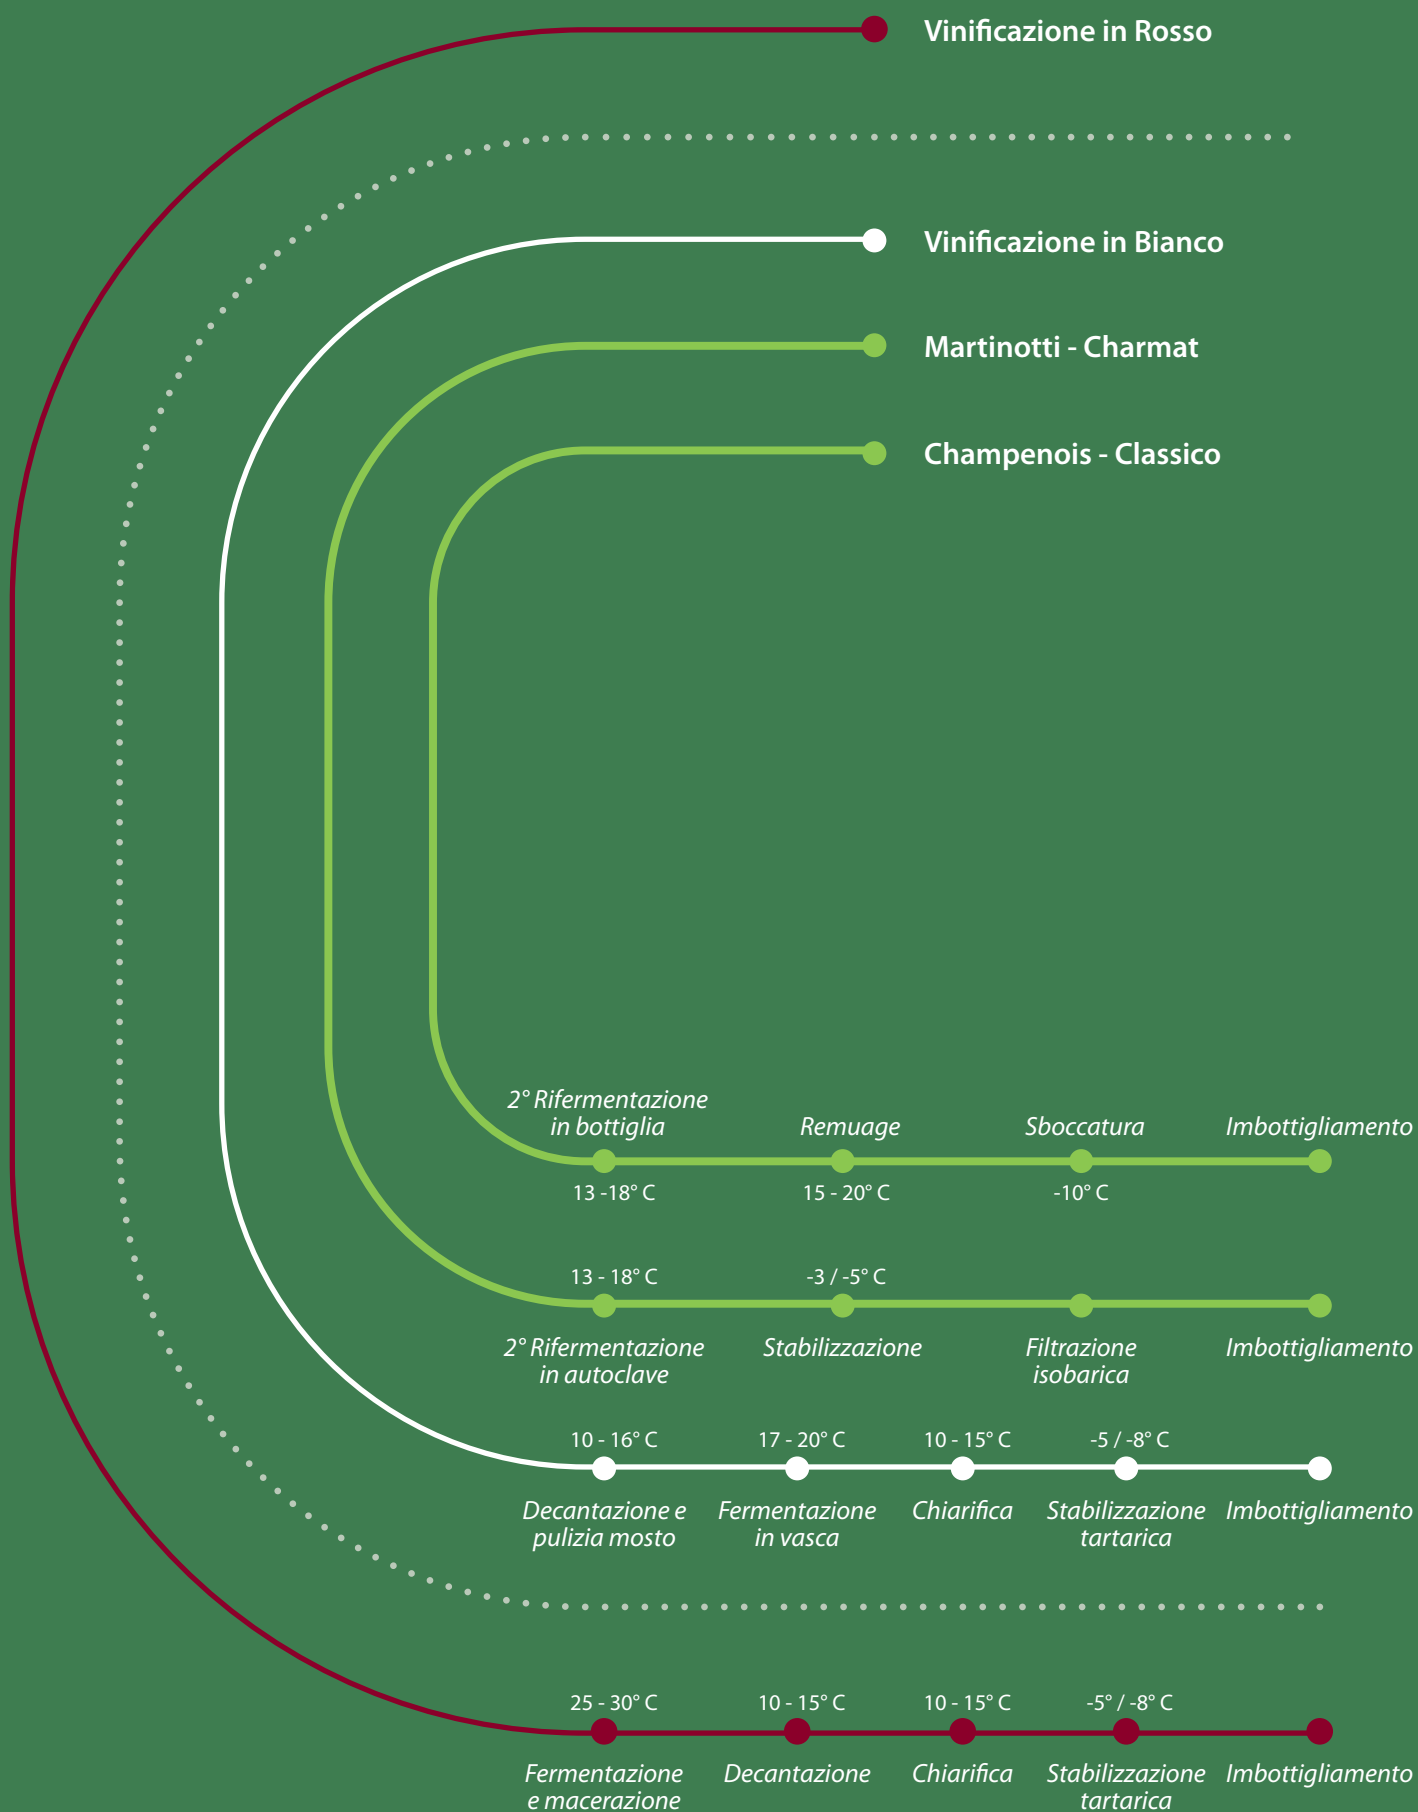 Vinificazione in Rosso
Vinificazione in Bianco
Martinotti - Charmat
Champenois - Classico
2° Rifermentazione
in bottiglia
Remuage
Sboccatura
Imbottigliamento
13 -18° C
15 - 20° C
-10° C
13 - 18° C
-3 / -5° C
2° Rifermentazione
in autoclave
Stabilizzazione
Filtrazione
isobarica
Imbottigliamento
10 - 16° C
17 - 20° C
10 - 15° C
-5 / -8° C
Decantazione e
pulizia mosto
Fermentazione
in vasca
Chiarifica
Stabilizzazione
tartarica
Imbottigliamento
25 - 30° C
10 - 15° C
10 - 15° C
-5° / -8° C
Fermentazione
e macerazione
Decantazione
Chiarifica
Stabilizzazione
tartarica
Imbottigliamento